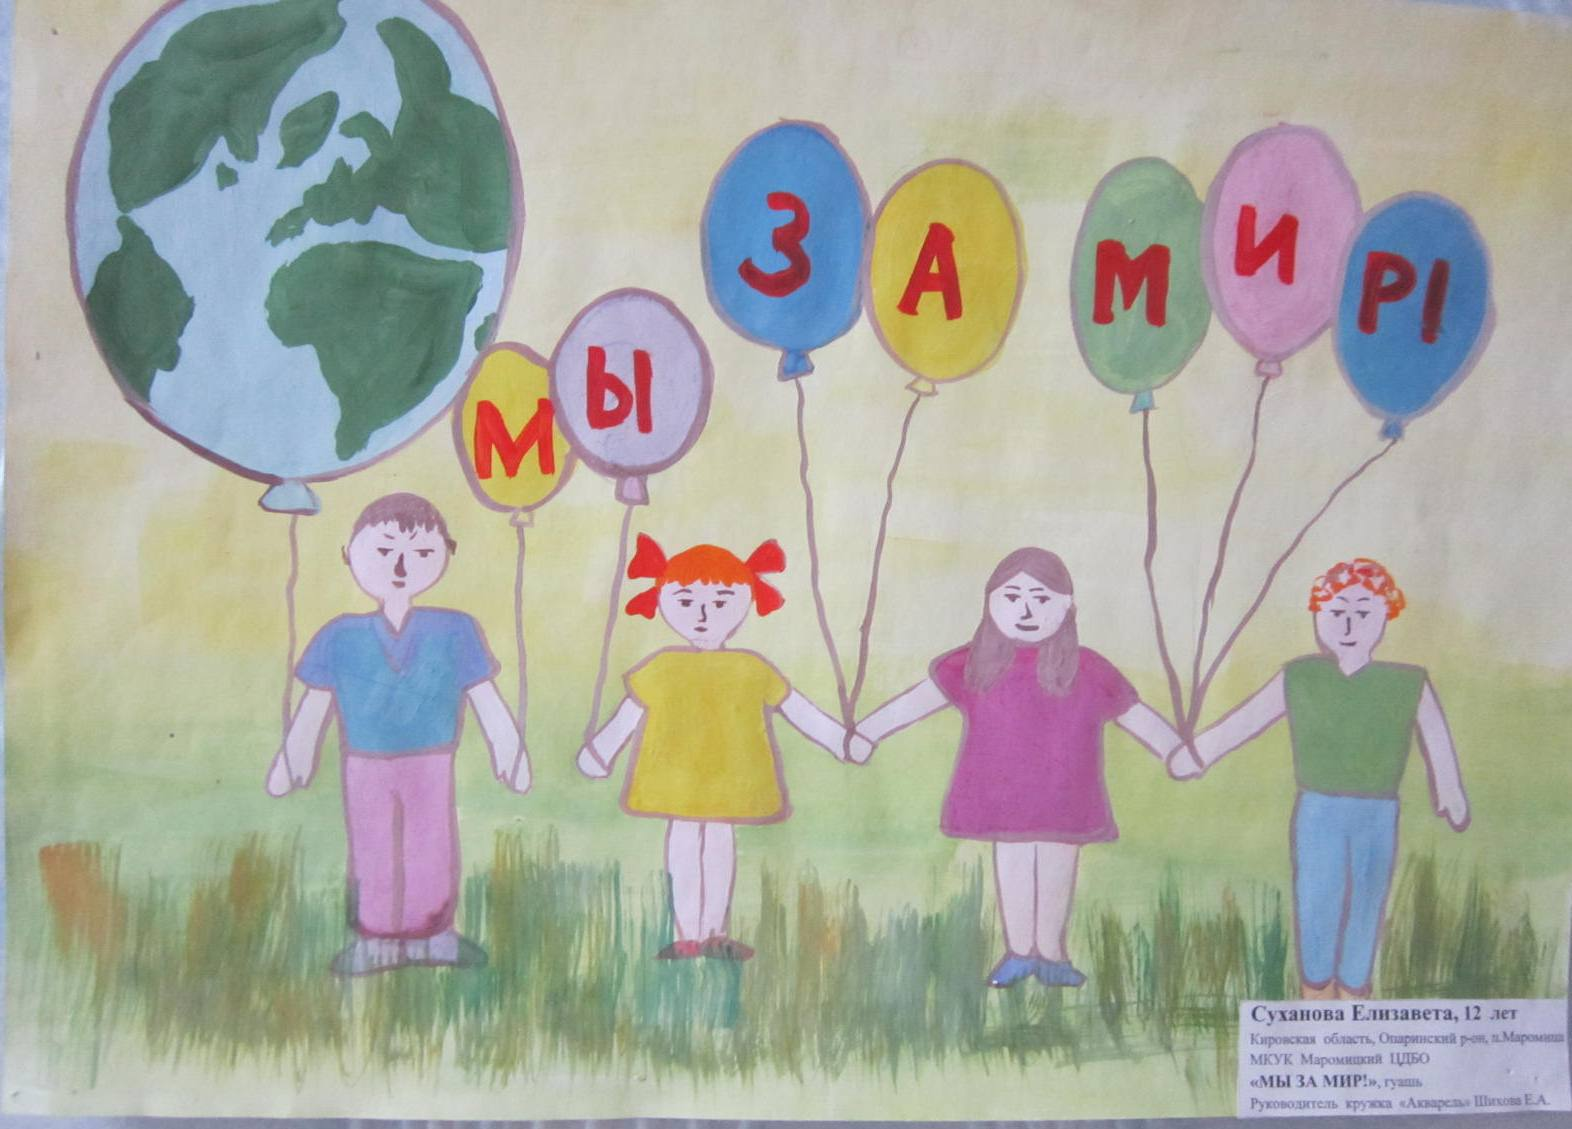 МЫ ЗА МИР!
Суханова Елизавета, 12 лет
Кировская область, Опаринский р-он, п.Маромица
МКУК Маромицкий ЦДБО
«МЫ ЗА МИР!», гуашь
Руководитель кружка «Акварель» Шихова Е.А.